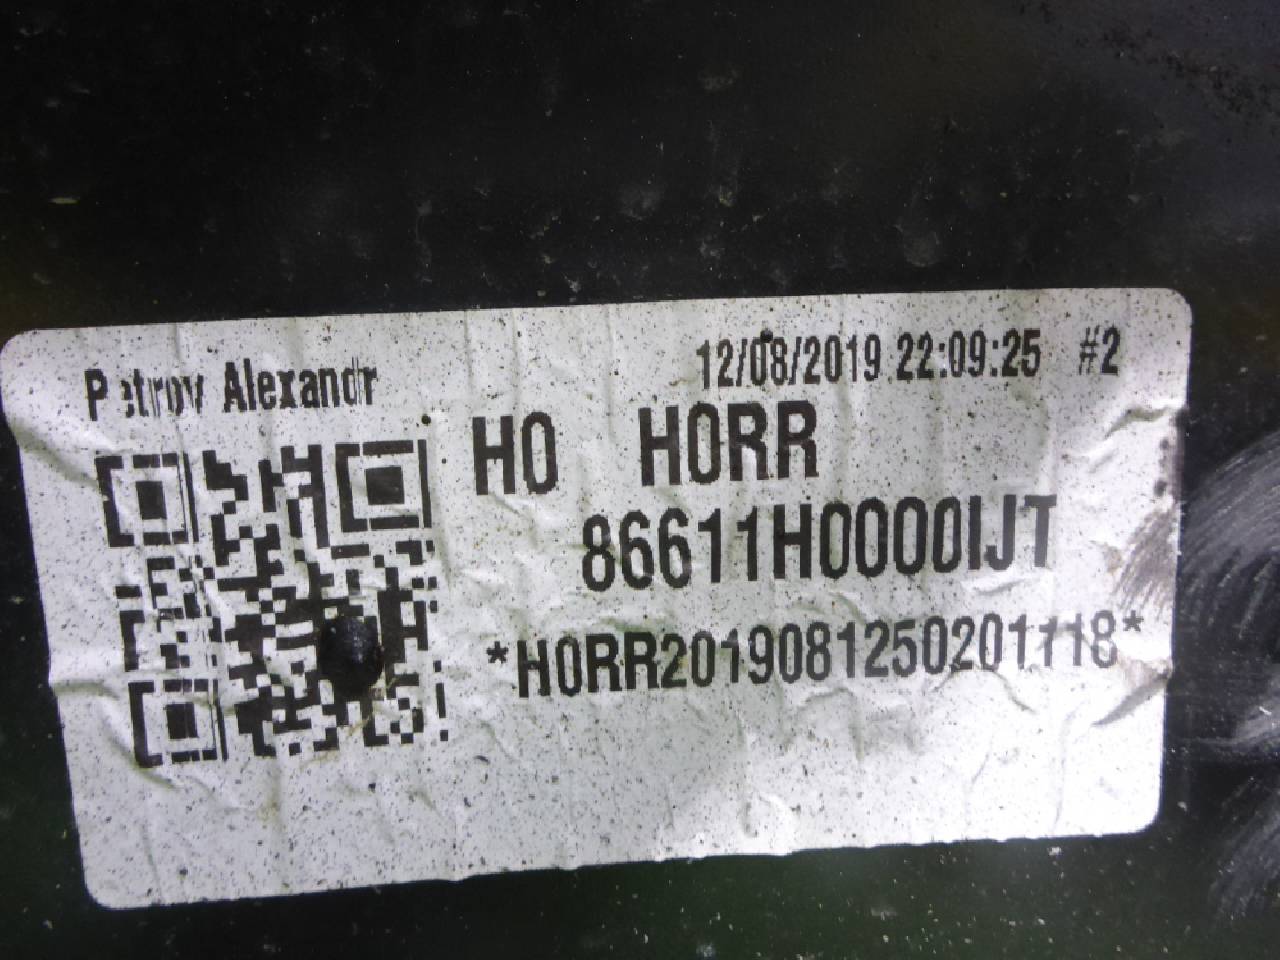 Petrov Alexandr
12/08/2019 22:09:25 #2
H0 H0RR
86611H0000IJT
*H0RR2019081250201118*